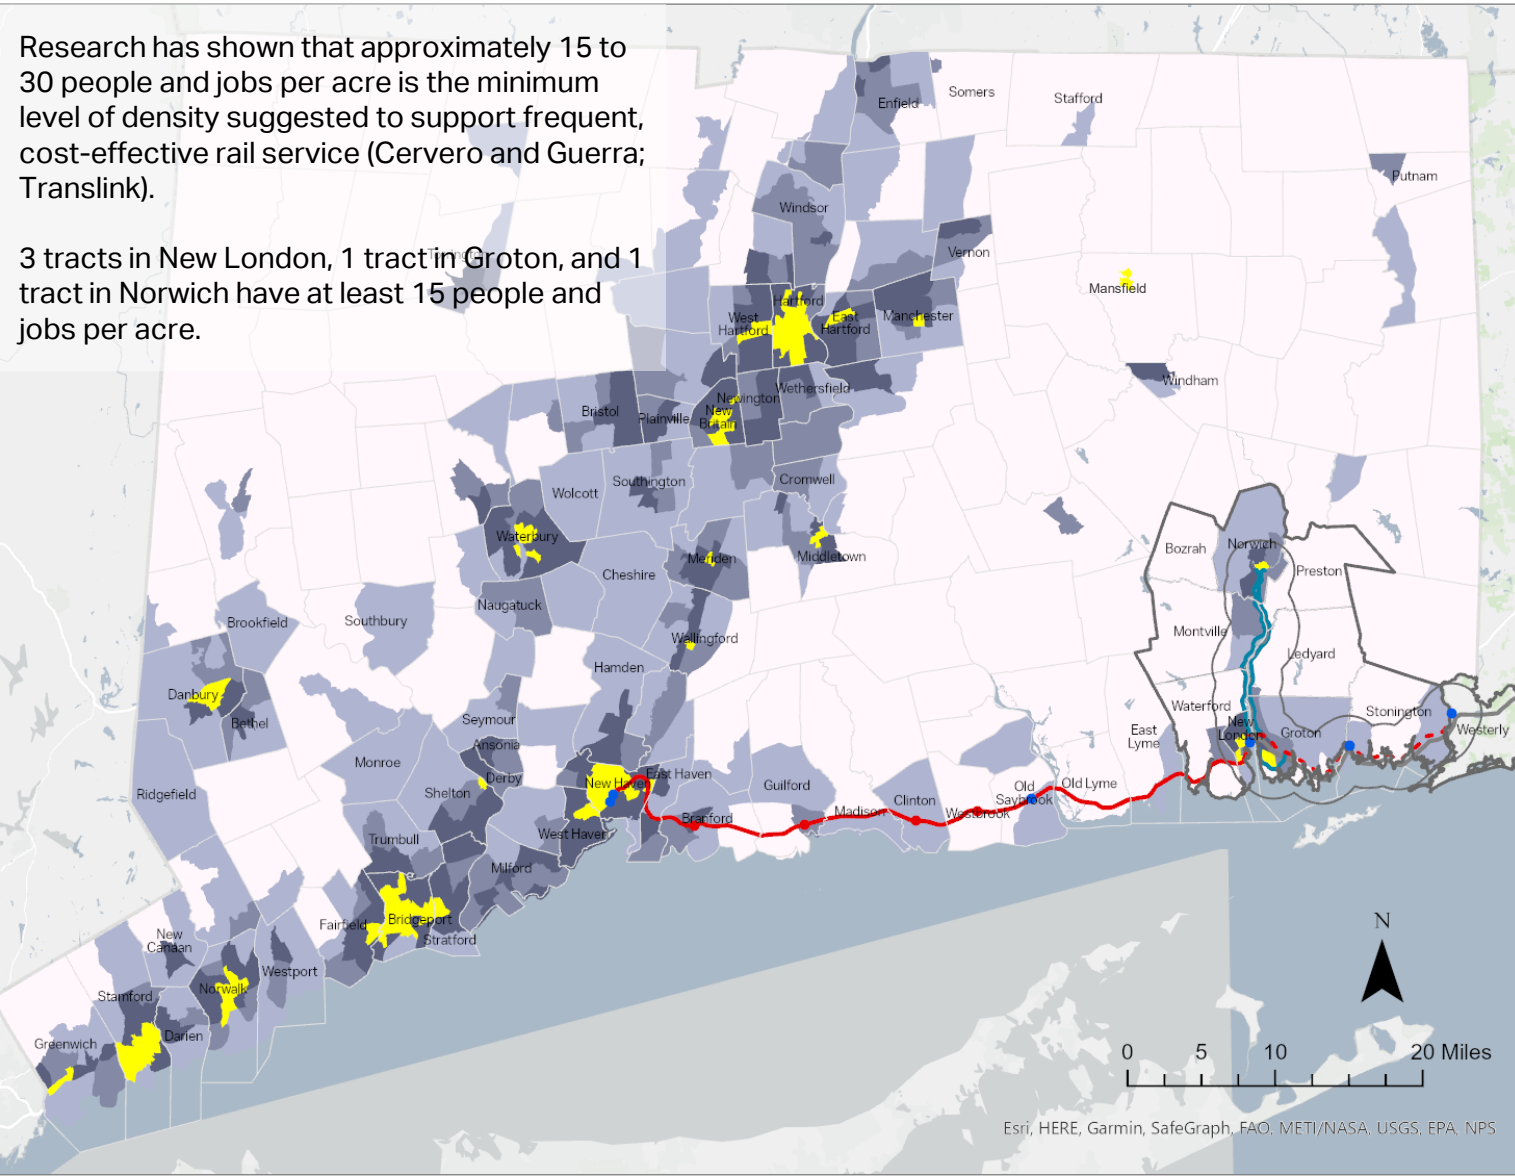 Research has shown that approximately 15 to
30 people and jobs per acre is the minimum
level of density suggested to support frequent,
cost-effective rail service (Cervero and Guerra;
Translink).
3 tracts in New London, 1 tract in Groton, and 1
tract in Norwich have at least 15 people and
jobs per acre.
Enfield
Somers
Stafford
Putnam
Windsor
Vernon
Mansfield
Hartford
West
Hartford
East
Hartford
Manchester
Windham
Wethersfield
Newington
New
Britain
Bristol
Plainville
Wolcott
Southington
Cromwell
Waterbury
Meriden
Middletown
Cheshire
Naugatuck
Wallingford
Brookfield
Southbury
Hamden
Danbury
Bethel
Seymour
Ansonia
Monroe
Derby
New Haven
East Haven
Shelton
Ridgefield
Guilford
Trumbull
West Haven
Branford
Madison
Clinton
Westbrook
Old
Saybrook
Old Lyme
East
Lyme
Milford
Fairfield
Bridgeport
Stratford
New
Canaan
Westport
Norwalk
Stamford
Darien
Greenwich
Bozrah
Norwich
Preston
Montville
Ledyard
Waterford
New
London
Groton
Stonington
Westerly
N
0 5 10 20 Miles
Esri, HERE, Garmin, SafeGraph, FAO, METI/NASA, USGS, EPA, NPS